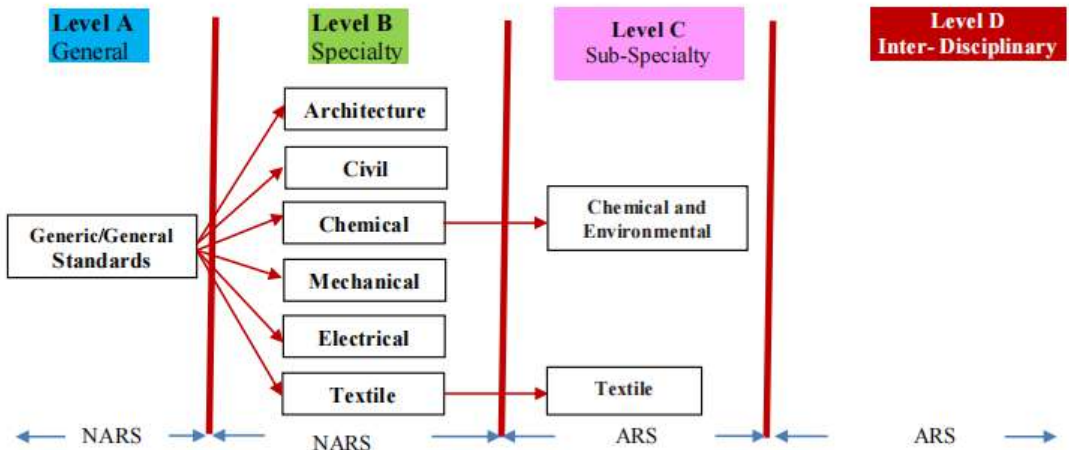 Level A
General
Level B
Specialty
Level C
Sub-Specialty
Level D
Inter- Disciplinary
Architecture
Civil
Chemical
Mechanical
Electrical
Textile
Generic/General
Standards
Chemical and
Environmental
Textile
NARS
NARS
ARS
ARS